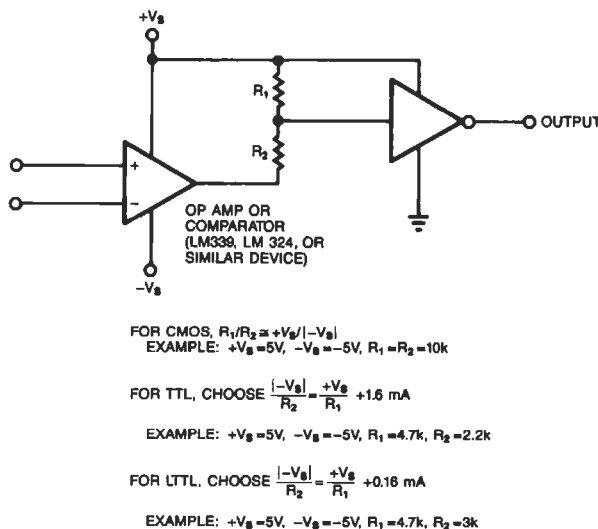 +Vs
R1
R2
+
−
OUTPUT
OP AMP OR
COMPARATOR
(LM339, LM 324, OR
SIMILAR DEVICE)
−Vs
FOR CMOS, R1/R2 ≅ +Vs/|−Vs|
EXAMPLE: +Vs =5V, −Vs =−5V, R1 =R2=10k
FOR TTL, CHOOSE |−Vs|/R2 = +Vs/R1 +1.6 mA
EXAMPLE: +Vs =5V, −Vs =−5V, R1 =4.7k, R2=2.2k
FOR LTTL, CHOOSE |−Vs|/R2 = +Vs/R1 +0.16 mA
EXAMPLE: +Vs =5V, −Vs =−5V, R1 =4.7k, R2=3k